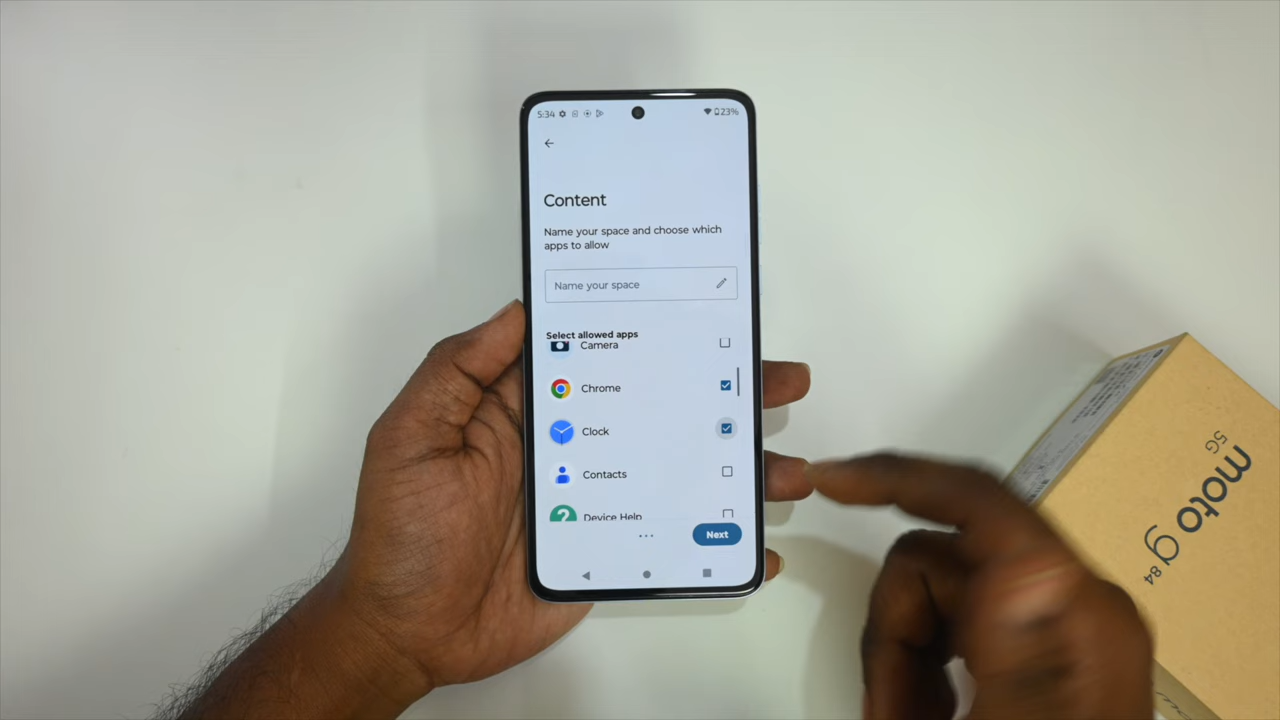 5:34
23%
Content
Name your space and choose which
apps to allow
Name your space
Select allowed apps
Camera
Chrome
Clock
Contacts
Device Help
Next
moto g 84
5G